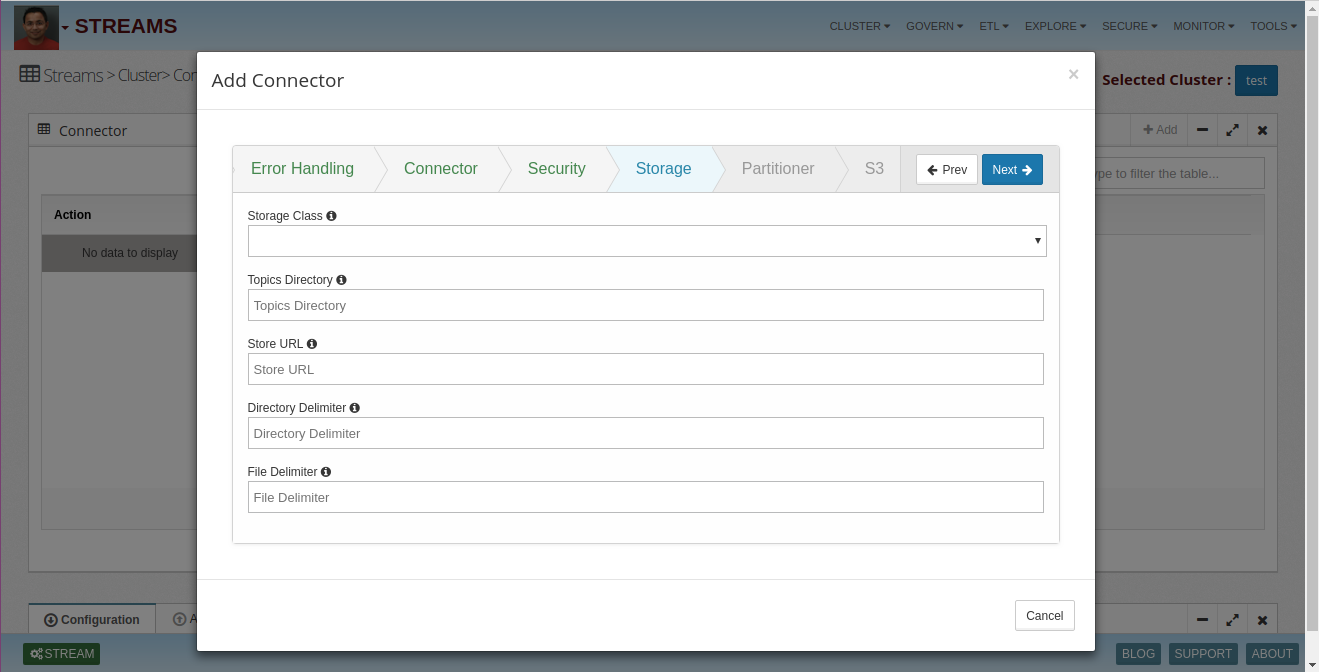 STREAMS
CLUSTER GOVERN ETL EXPLORE SECURE MONITOR TOOLS
Streams > Cluster>
Selected Cluster : test
Add Connector
×
Connector
Add
Error Handling Connector Security Storage Partitioner S3 Prev Next
to filter the table...
Action
No data to display
Storage Class
Topics Directory
Topics Directory
Store URL
Store URL
Directory Delimiter
Directory Delimiter
File Delimiter
File Delimiter
Cancel
Configuration
STREAM
BLOG SUPPORT ABOUT